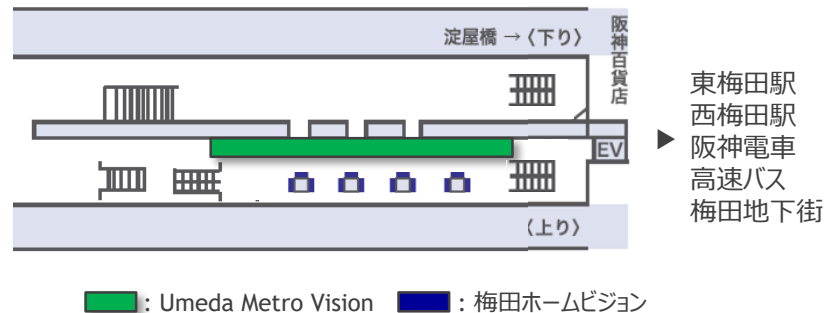 淀屋橋 → 〈下り〉
阪神百貨店
EV
▶
東梅田駅
西梅田駅
阪神電車
高速バス
梅田地下街
〈上り〉
: Umeda Metro Vision
: 梅田ホームビジョン